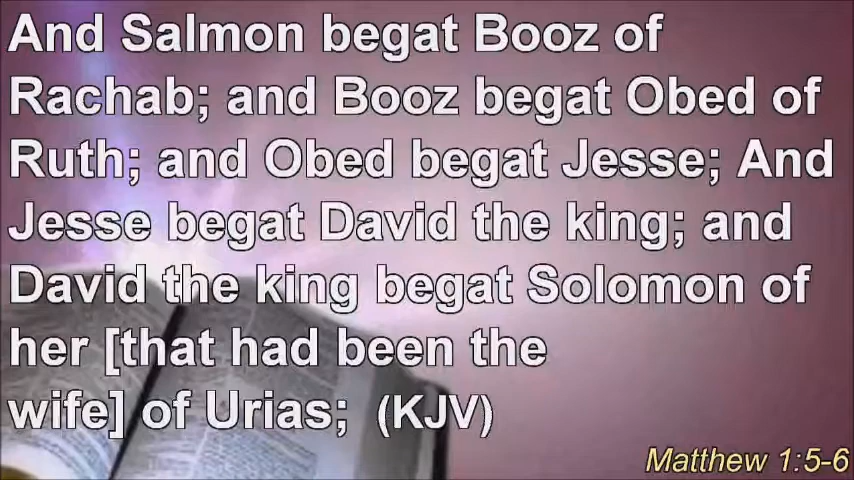 And Salmon begat Booz of
Rachab; and Booz begat Obed of
Ruth; and Obed begat Jesse; And
Jesse begat David the king; and
David the king begat Solomon of
her [that had been the
wife] of Urias;  (KJV)
Matthew 1:5-6